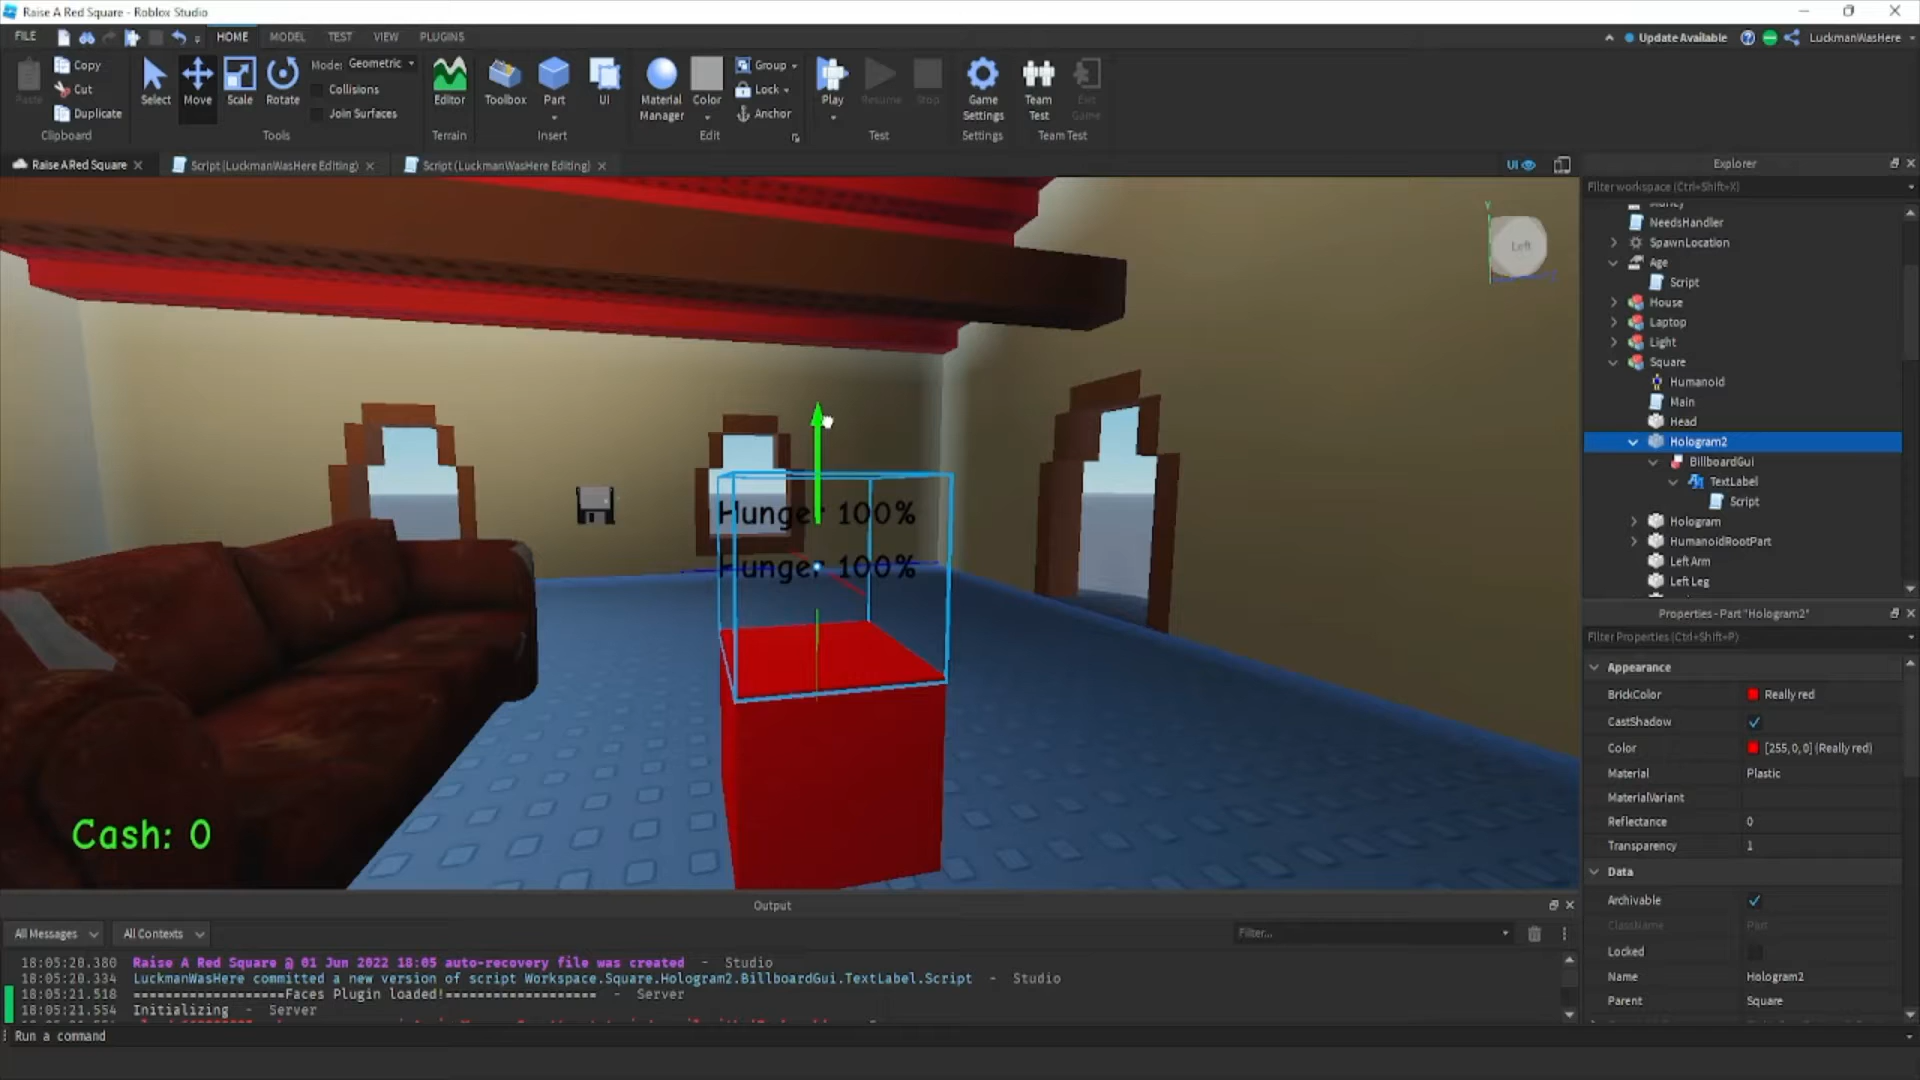 Raise A Red Square - Roblox Studio
FILE
HOME
MODEL
TEST
VIEW
PLUGINS
Update Available
LuckmanWasHere
Paste
Copy
Cut
Duplicate
Clipboard
Select
Move
Scale
Rotate
Mode: Geometric
Collisions
Join Surfaces
Tools
Editor
Terrain
Toolbox
Part
UI
Insert
Material Manager
Color
Group
Lock
Anchor
Edit
Play
Resume
Stop
Test
Game Settings
Settings
Team Test
Exit Game
Team Test
Raise A Red Square
Script (LuckmanWasHere Editing)
Script (LuckmanWasHere Editing)
UI
Left
Y
Hunger 100%
Hunger 100%
Cash: 0
Explorer
Filter workspace (Ctrl+Shift+X)
NeedsHandler
SpawnLocation
Age
Script
House
Laptop
Light
Square
Humanoid
Main
Head
Hologram2
BillboardGui
TextLabel
Script
Hologram
HumanoidRootPart
Left Arm
Left Leg
Properties - Part "Hologram2"
Filter Properties (Ctrl+Shift+P)
Appearance
BrickColor Really red
CastShadow
Color [255, 0, 0] (Really red)
Material Plastic
MaterialVariant
Reflectance 0
Transparency 1
Data
Archivable
ClassName Part
Locked
Name Hologram2
Parent Square
Output
All Messages
All Contexts
Filter...
18:05:20.380 Raise A Red Square @ 01 Jun 2022 18:05 auto-recovery file was created - Studio
18:05:20.334 LuckmanWasHere committed a new version of script Workspace.Square.Hologram2.BillboardGui.TextLabel.Script - Studio
18:05:21.518 ====================Faces Plugin loaded!==================== - Server
18:05:21.554 Initializing - Server
Run a command